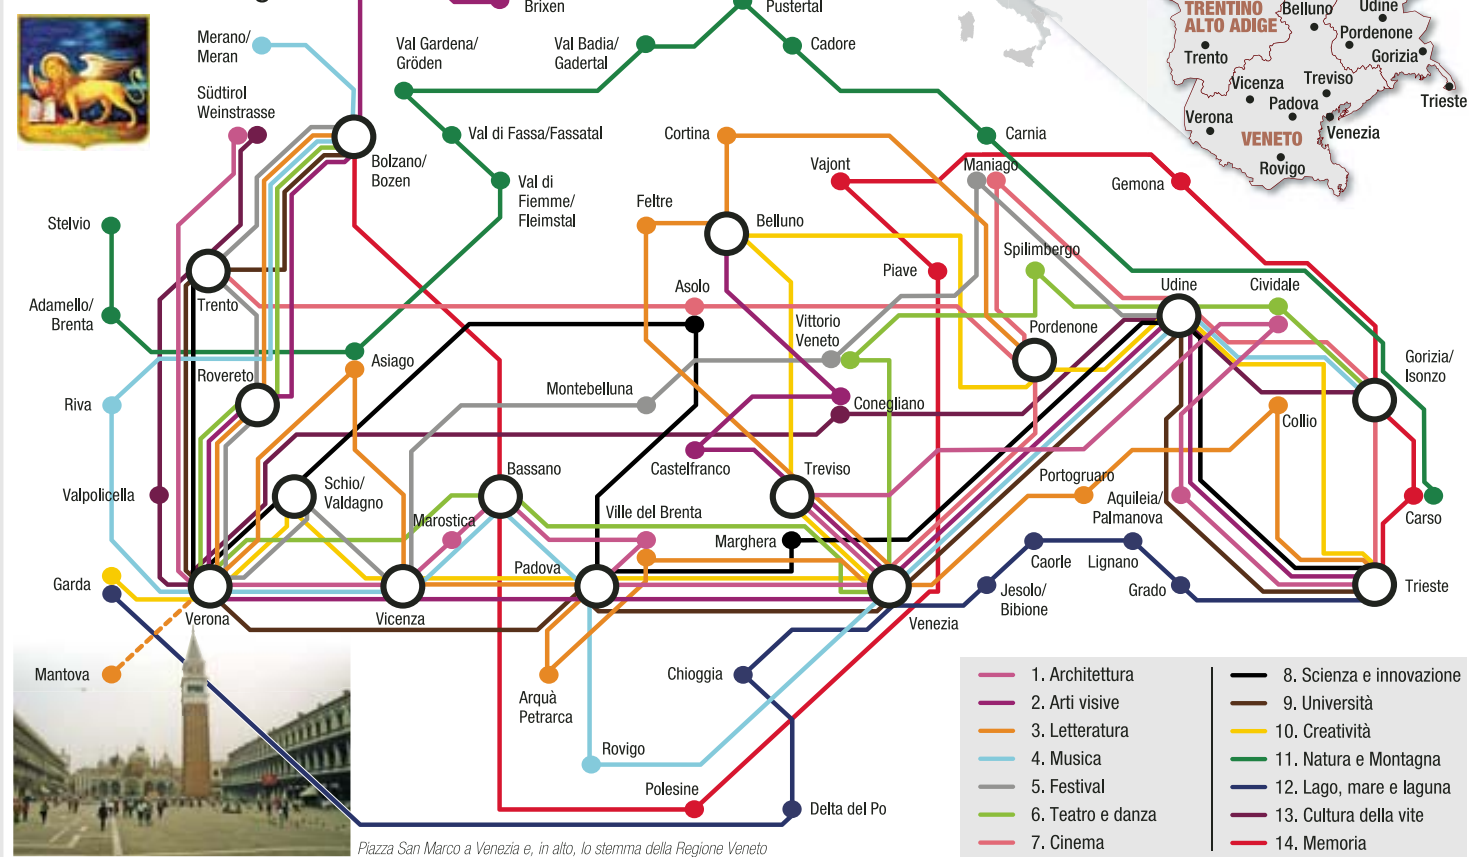 Brixen
Pustertal
Merano/
Meran
Val Gardena/
Gröden
Val Badia/
Gadertal
Cadore
Südtirol
Weinstrasse
Bolzano/
Bozen
Val di Fassa/Fassatal
Cortina
Carnia
Vajont
Maniago
Gemona
Val di
Fiemme/
Fleimstal
Stelvio
Feltre
Belluno
Spilimbergo
Piave
Trento
Adamello/
Brenta
Asolo
Udine
Cividale
Vittorio
Veneto
Pordenone
Asiago
Rovereto
Gorizia/
Isonzo
Riva
Montebelluna
Conegliano
Collio
Castelfranco
Treviso
Portogruaro
Valpolicella
Schio/
Valdagno
Bassano
Marostica
Ville del Brenta
Aquileia/
Palmanova
Carso
Marghera
Padova
Caorle
Lignano
Garda
Jesolo/
Bibione
Grado
Trieste
Verona
Vicenza
Venezia
Mantova
Arquà
Petrarca
Chioggia
Rovigo
Polesine
Delta del Po
TRENTINO
ALTO ADIGE
Belluno
Udine
Pordenone
Gorizia
Trento
Vicenza
Treviso
Trieste
Padova
Verona
Venezia
VENETO
Rovigo
1. Architettura
2. Arti visive
3. Letteratura
4. Musica
5. Festival
6. Teatro e danza
7. Cinema
8. Scienza e innovazione
9. Università
10. Creatività
11. Natura e Montagna
12. Lago, mare e laguna
13. Cultura della vite
14. Memoria
Piazza San Marco a Venezia e, in alto, lo stemma della Regione Veneto